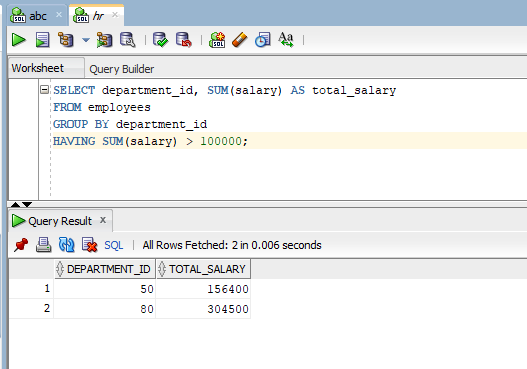 abc hr
Worksheet Query Builder
SELECT department_id, SUM(salary) AS total_salary
FROM employees
GROUP BY department_id
HAVING SUM(salary) > 100000;
Query Result x
SQL | All Rows Fetched: 2 in 0.006 seconds
DEPARTMENT_ID TOTAL_SALARY
1 50 156400
2 80 304500